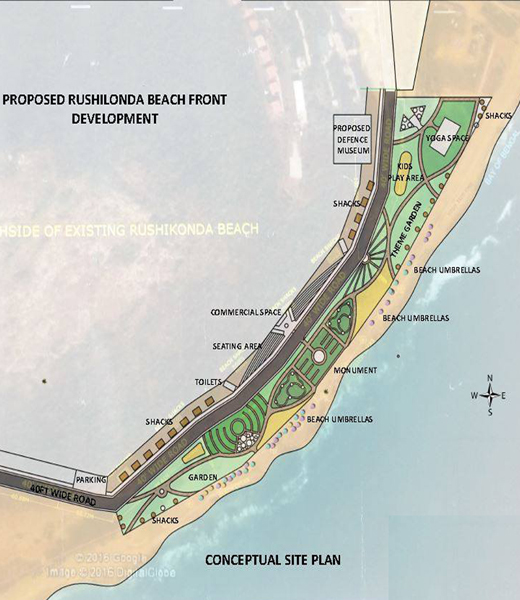 PROPOSED RUSHILONDA BEACH FRONT
DEVELOPMENT
SHACKS
PROPOSED
DEFENCE
MUSEUM
YOGA SPACE
KIDS
PLAY AREA
SHACKS
THEME GARDEN
HSIDE OF EXISTING RUSHIKONDA BEACH
BEACH UMBRELLAS
COMMERCIAL SPACE
BEACH UMBRELLAS
SEATING AREA
MONUMENT
TOILETS
N
W E
S
SHACKS
BEACH UMBRELLAS
PARKING
GARDEN
40FT WIDE ROAD
SHACKS
© 2016 Google
Image © 2016 DigitalGlobe
CONCEPTUAL SITE PLAN